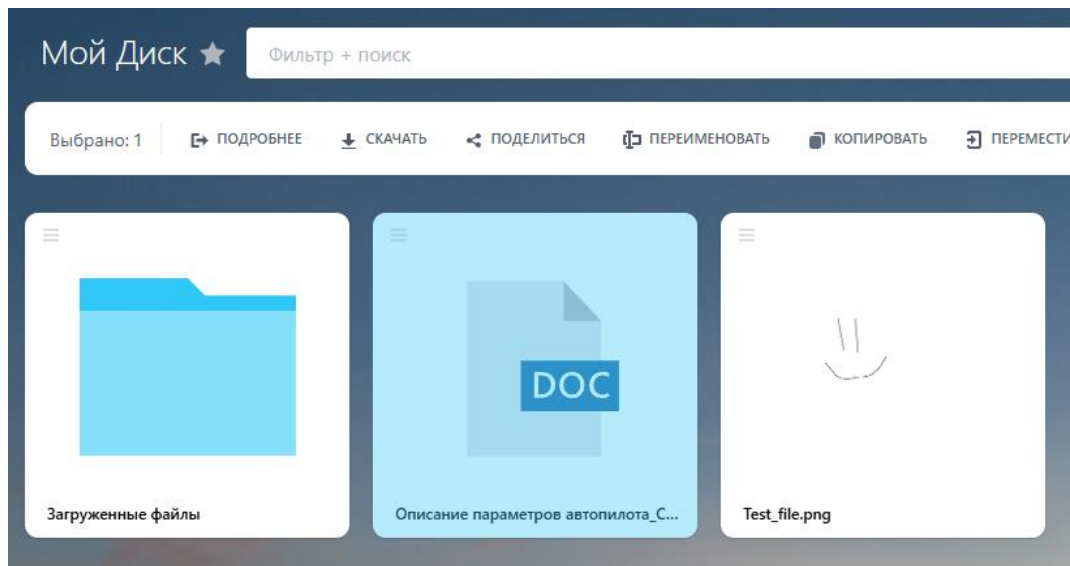 Мой Диск
Фильтр + поиск
Выбрано: 1 ПОДРОБНЕЕ СКАЧАТЬ ПОДЕЛИТЬСЯ ПЕРЕИМЕНОВАТЬ КОПИРОВАТЬ ПЕРЕМЕСТИ
DOC
Загруженные файлы Описание параметров автопилота_С... Test_file.png